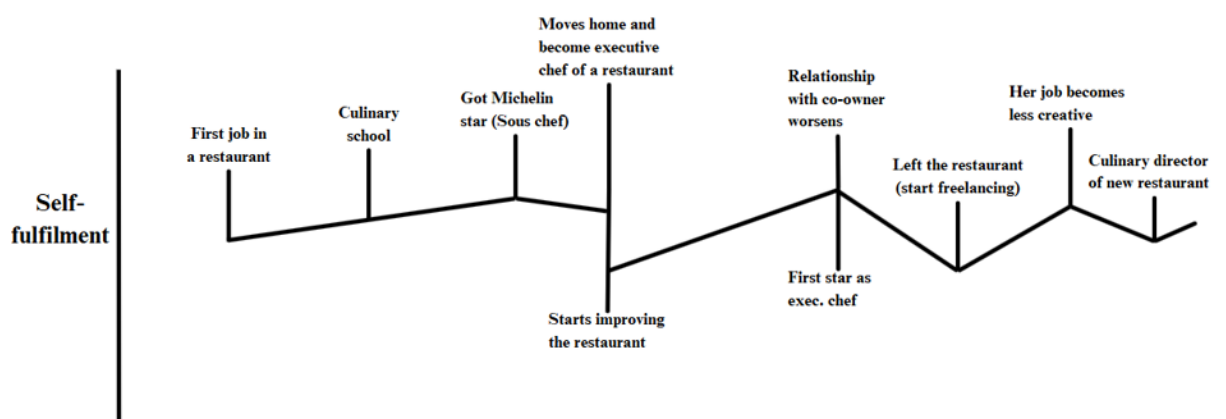 Moves home and
become executive
chef of a restaurant
Relationship
with co-owner
worsens
Her job becomes
less creative
Got Michelin
star (Sous chef)
Culinary
school
First job in
a restaurant
Left the restaurant
(start freelancing)
Culinary director
of new restaurant
Self-
fulfilment
First star as
exec. chef
Starts improving
the restaurant